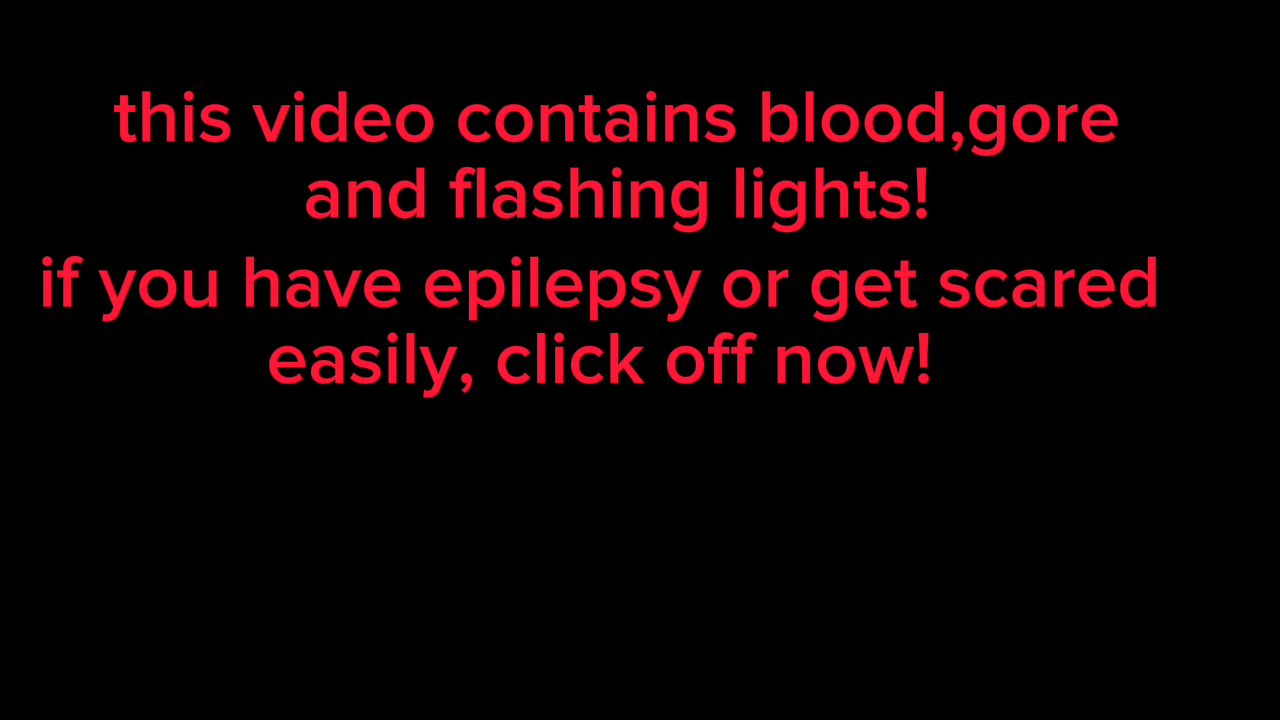 this video contains blood,gore
and flashing lights!
if you have epilepsy or get scared
easily, click off now!